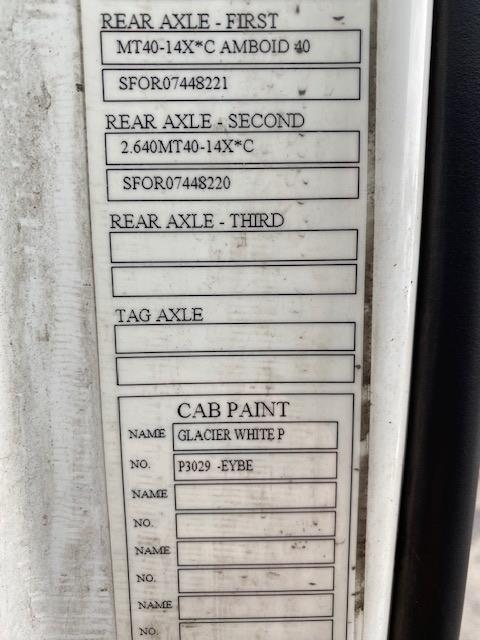 REAR AXLE - FIRST
MT40-14X*C AMBOID 40
SFOR07448221
REAR AXLE - SECOND
2.640MT40-14X*C
SFOR07448220
REAR AXLE - THIRD
TAG AXLE
CAB PAINT
NAME GLACIER WHITE P
NO. P3029 -EYBE
NAME
NO.
NAME
NO.
NAME
NO.